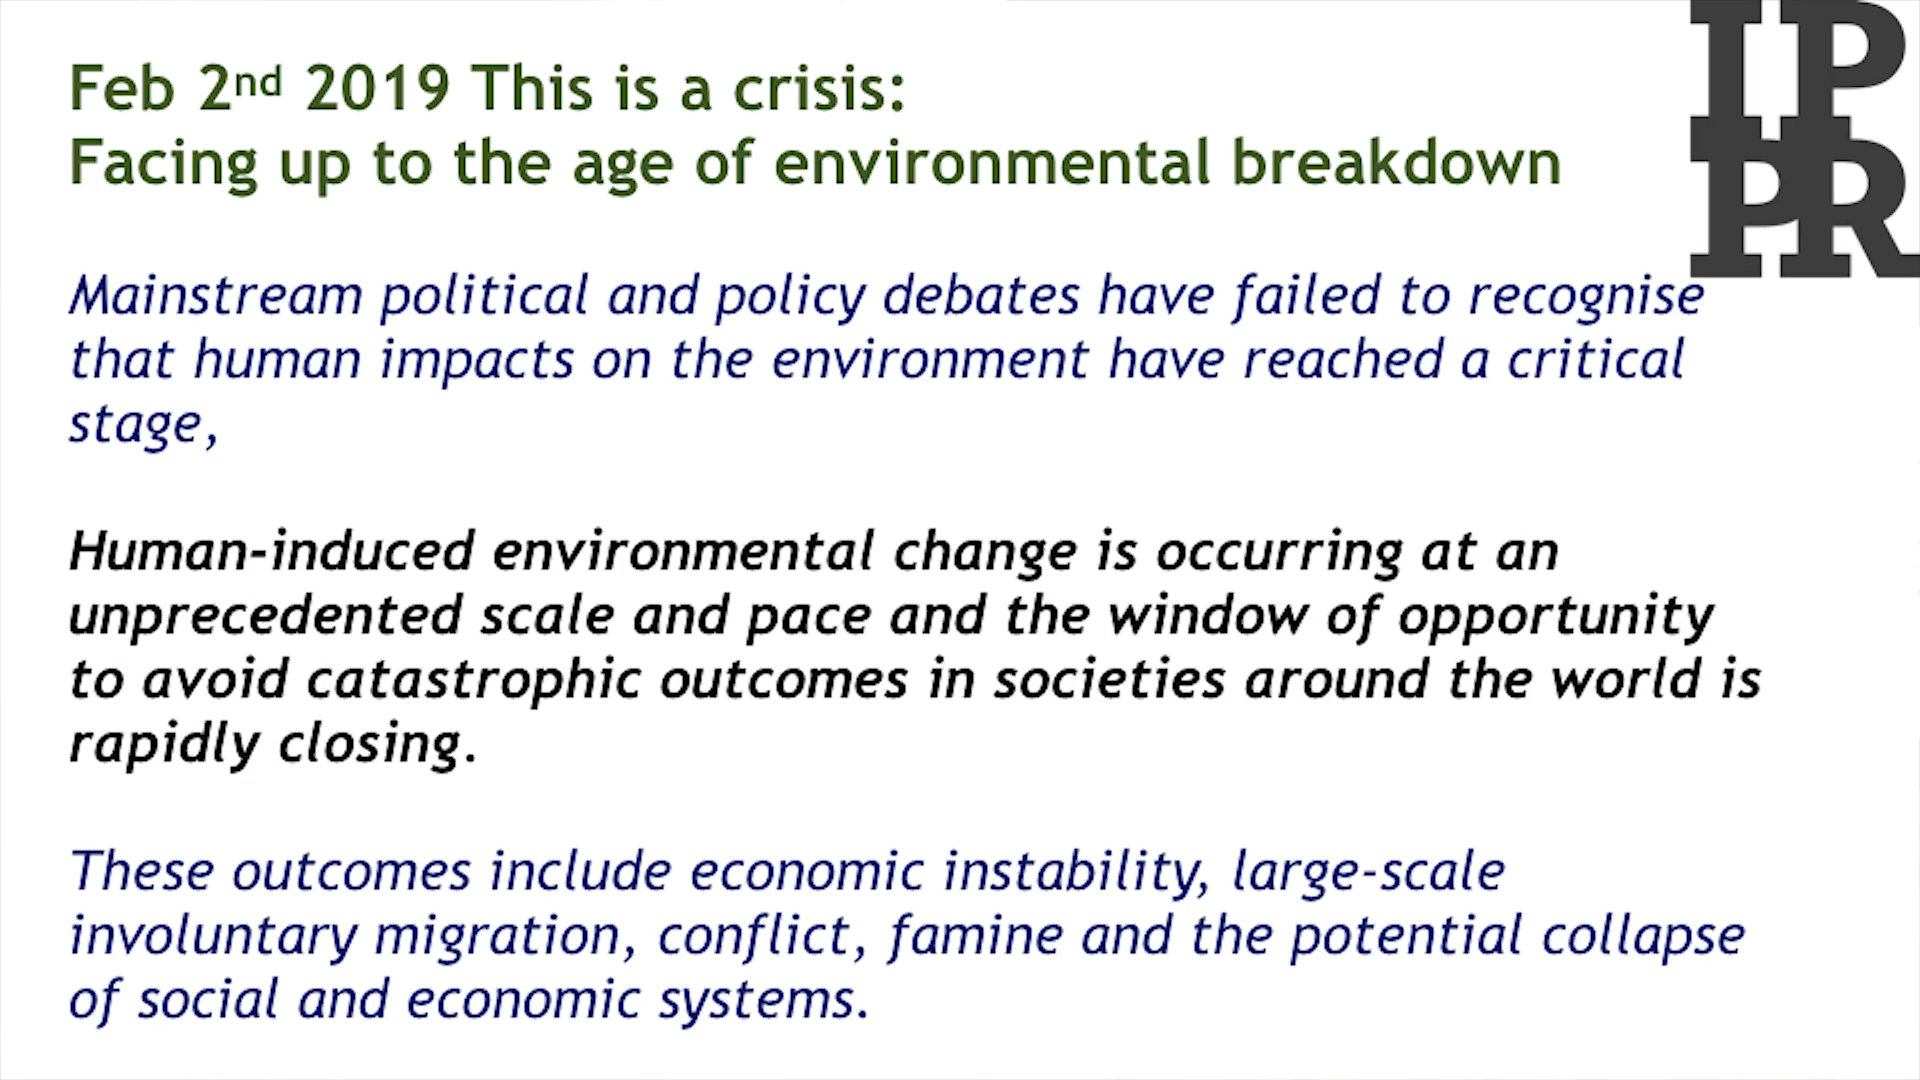 Feb 2nd 2019 This is a crisis:
Facing up to the age of environmental breakdown
IP
PR
Mainstream political and policy debates have failed to recognise
that human impacts on the environment have reached a critical
stage,
Human-induced environmental change is occurring at an
unprecedented scale and pace and the window of opportunity
to avoid catastrophic outcomes in societies around the world is
rapidly closing.
These outcomes include economic instability, large-scale
involuntary migration, conflict, famine and the potential collapse
of social and economic systems.